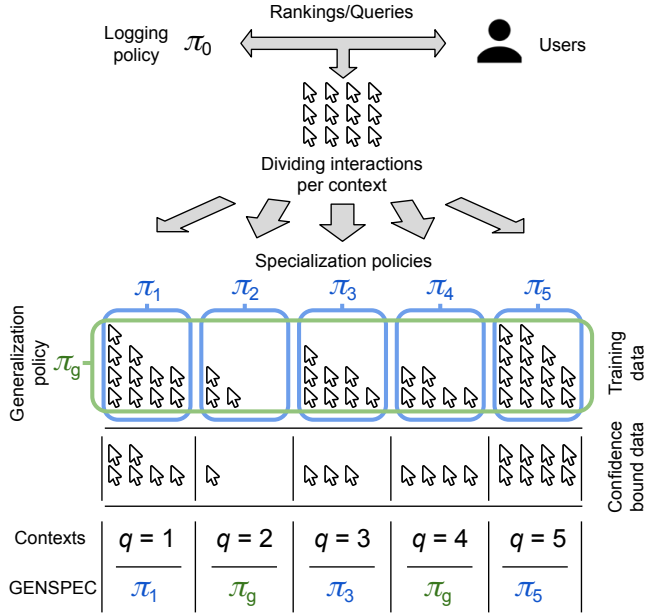 Rankings/Queries
Logging
policy
π0
Users
Dividing interactions
per context
Specialization policies
π1 π2 π3 π4 π5
Generalization
policy
πg
Training
data
Confidence
bound data
Contexts q = 1 q = 2 q = 3 q = 4 q = 5
GENSPEC π1 πg π3 πg π5